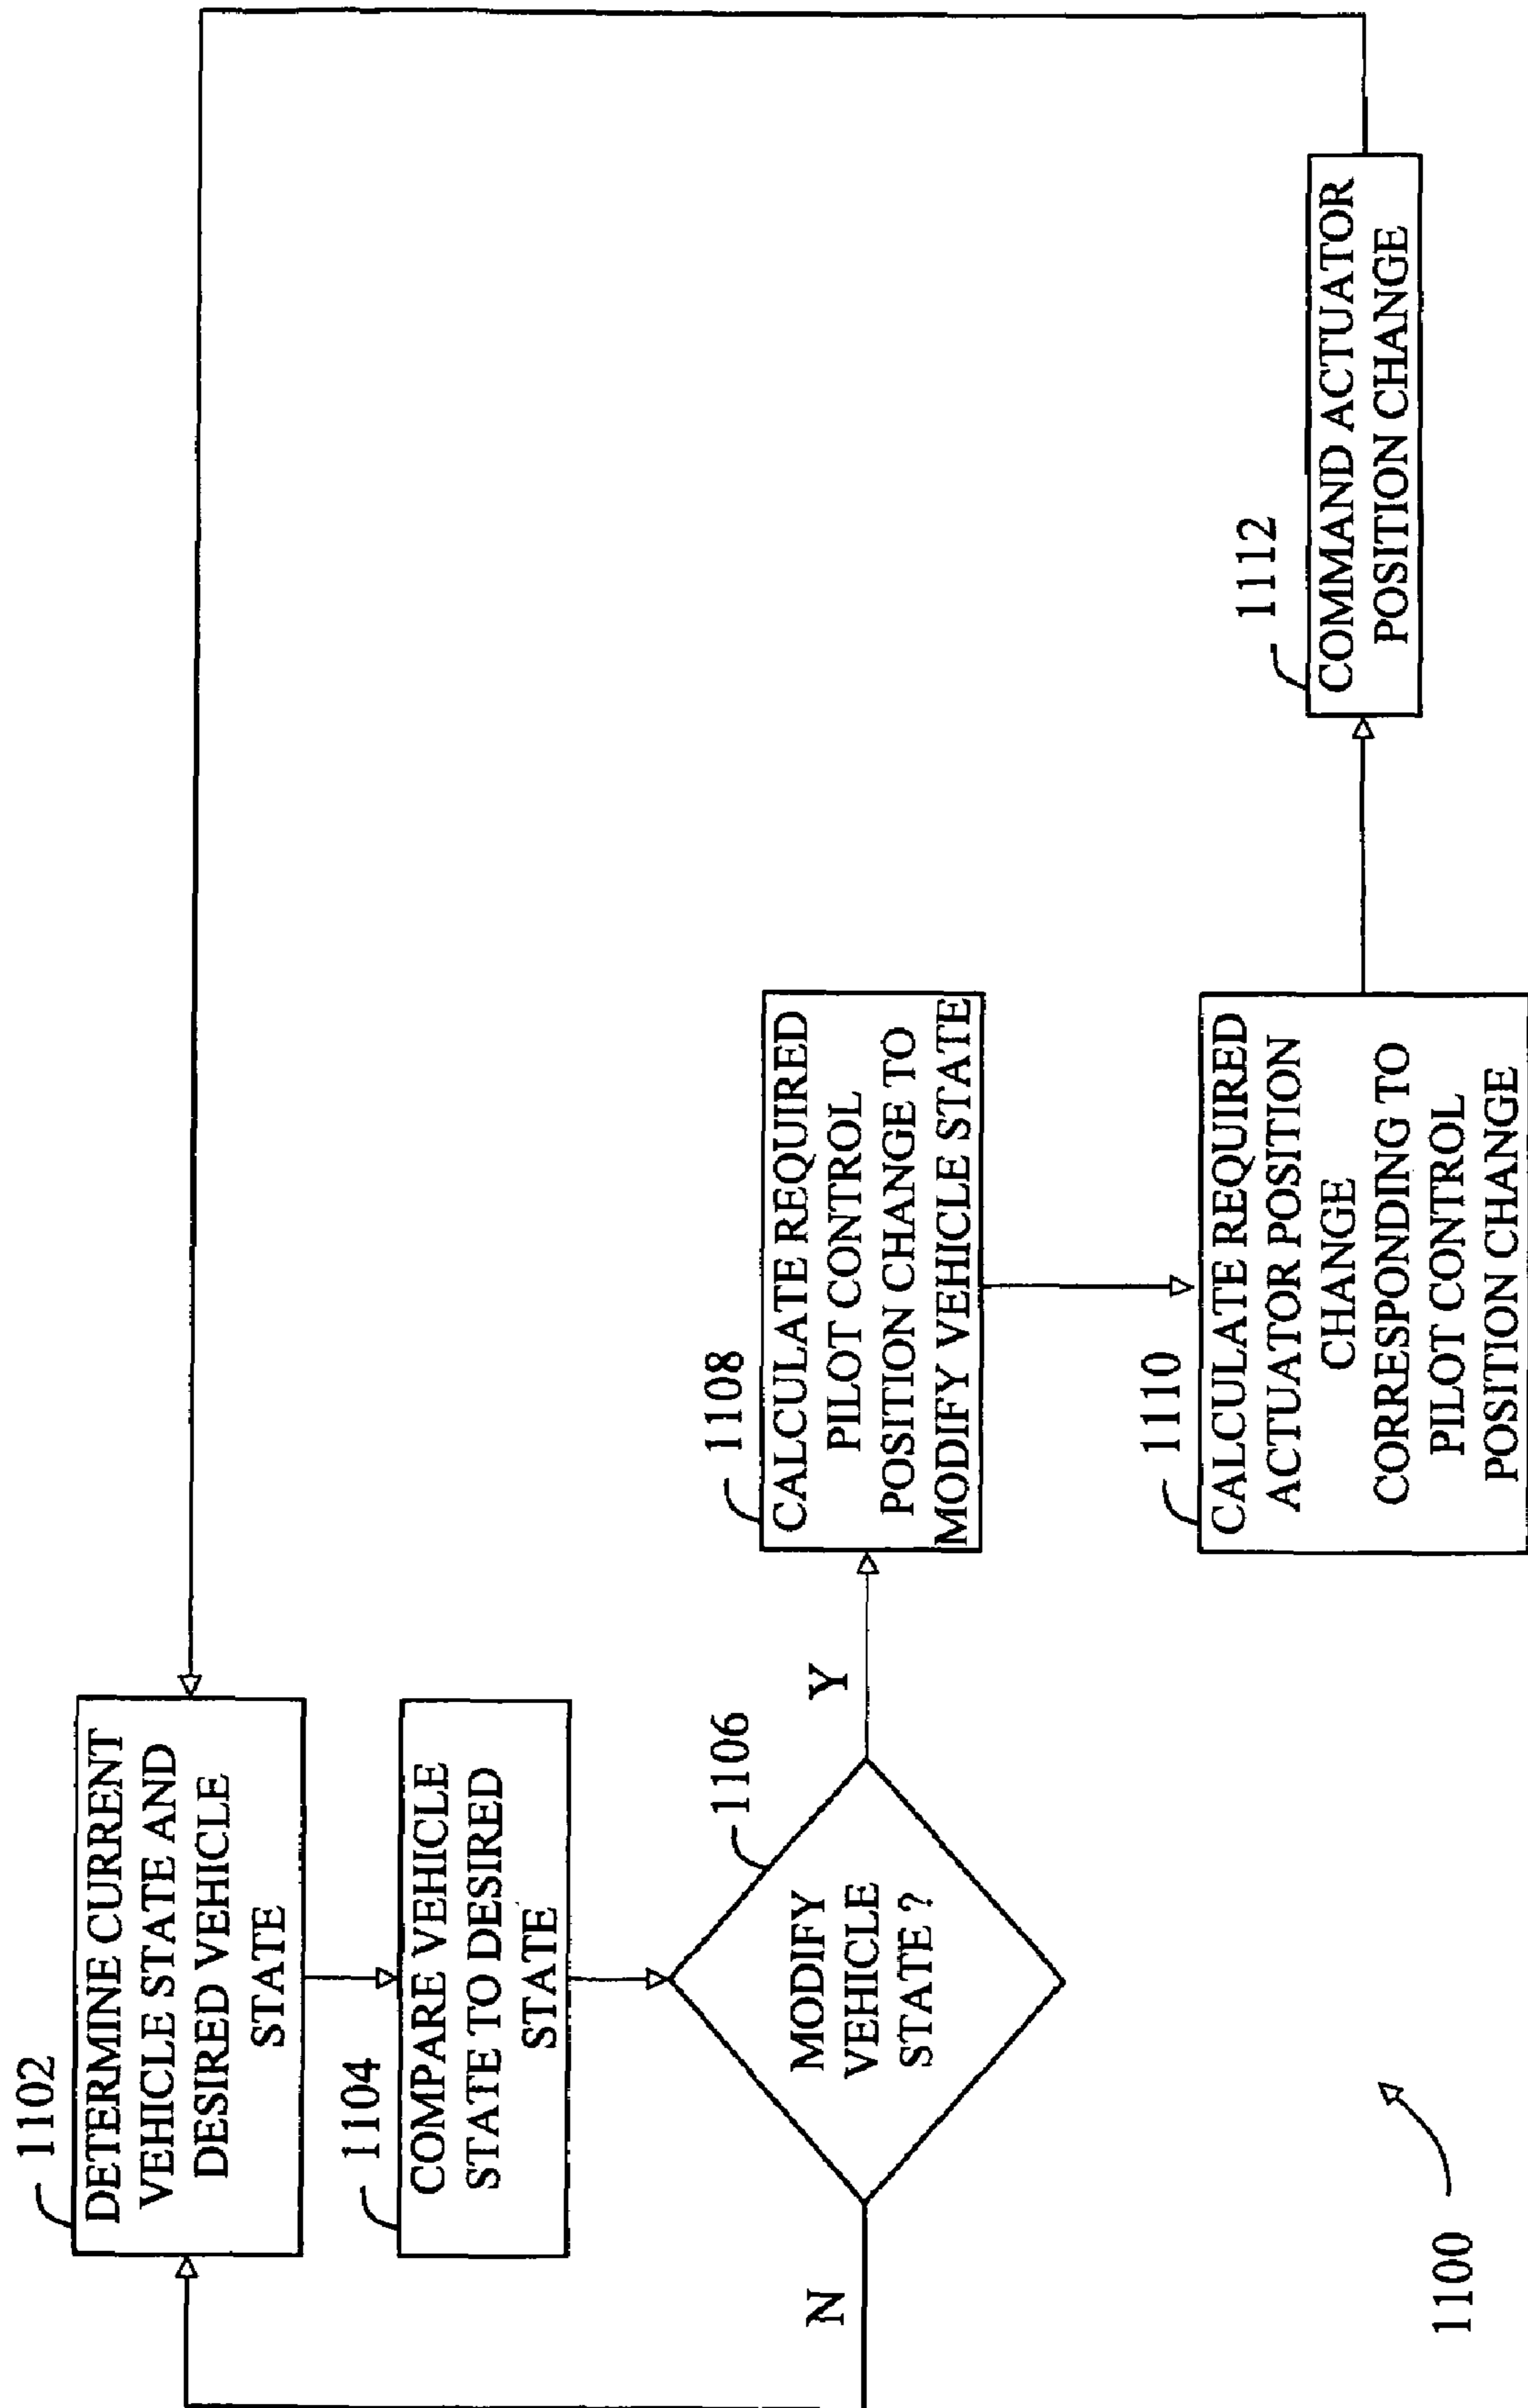 1102
DETERMINE CURRENT
VEHICLE STATE AND
DESIRED VEHICLE
STATE
1104
COMPARE VEHICLE
STATE TO DESIRED
STATE
1106
MODIFY
VEHICLE
STATE ?
N
Y
1108
CALCULATE REQUIRED
PILOT CONTROL
POSITION CHANGE TO
MODIFY VEHICLE STATE
1110
CALCULATE REQUIRED
ACTUATOR POSITION
CHANGE
CORRESPONDING TO
PILOT CONTROL
POSITION CHANGE
1112
COMMAND ACTUATOR
POSITION CHANGE
1100